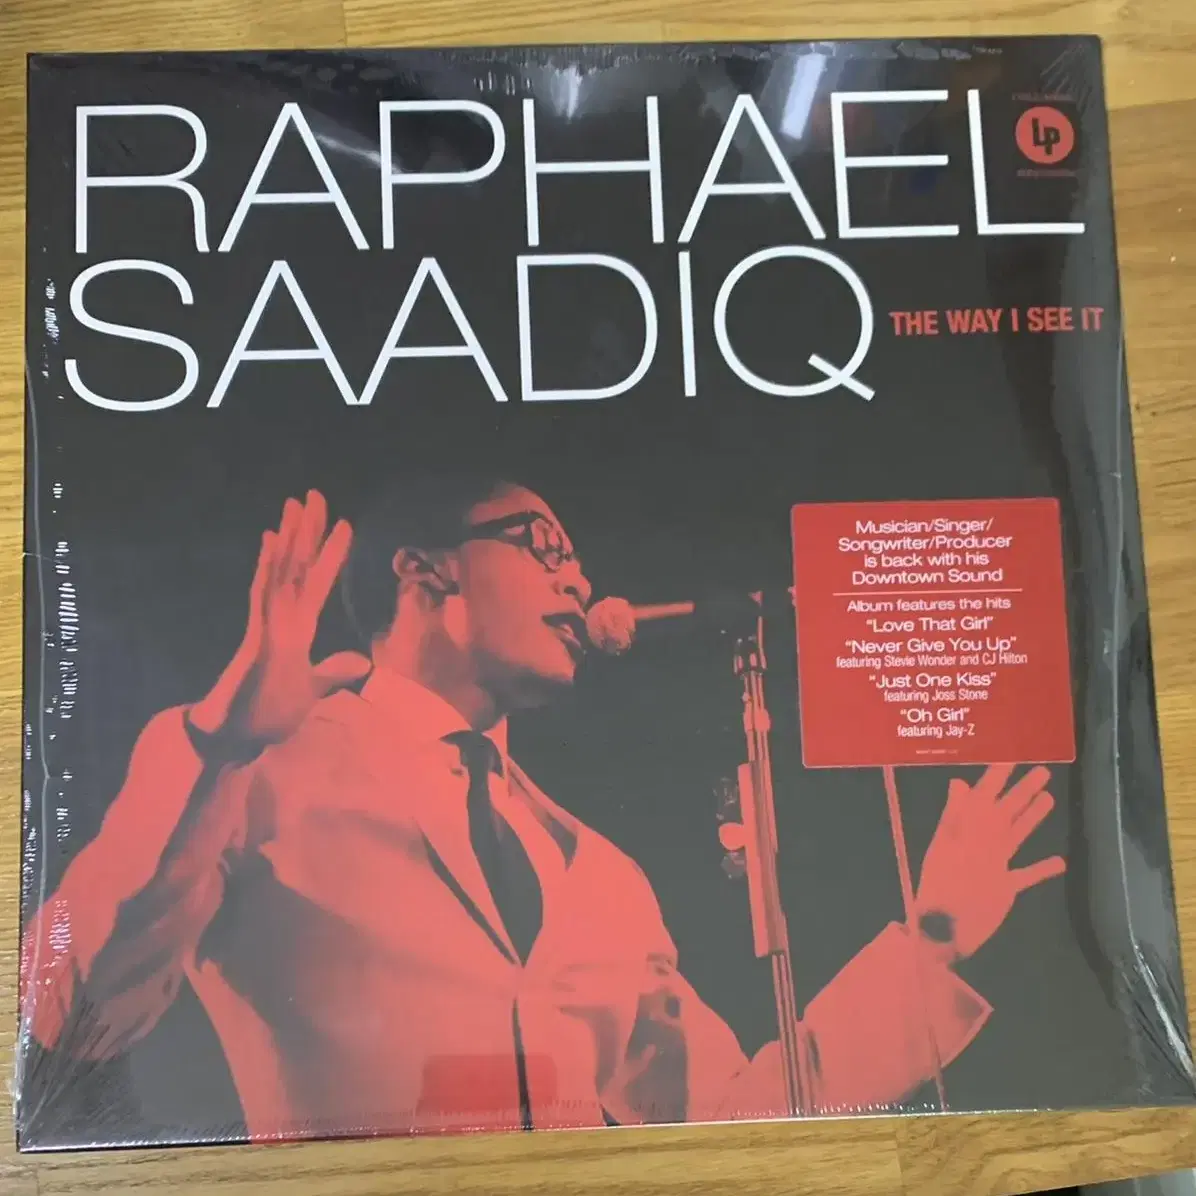 RAPHAEL
LP
SAADIQ
THE WAY I SEE IT
Musician/Singer/
Songwriter/Producer
is back with his
Downtown Sound
Album features the hits
“Love That Girl”
“Never Give You Up”
featuring Stevie Wonder and CJ Hilton
“Just One Kiss”
featuring Joss Stone
“Oh Girl”
featuring Jay-Z